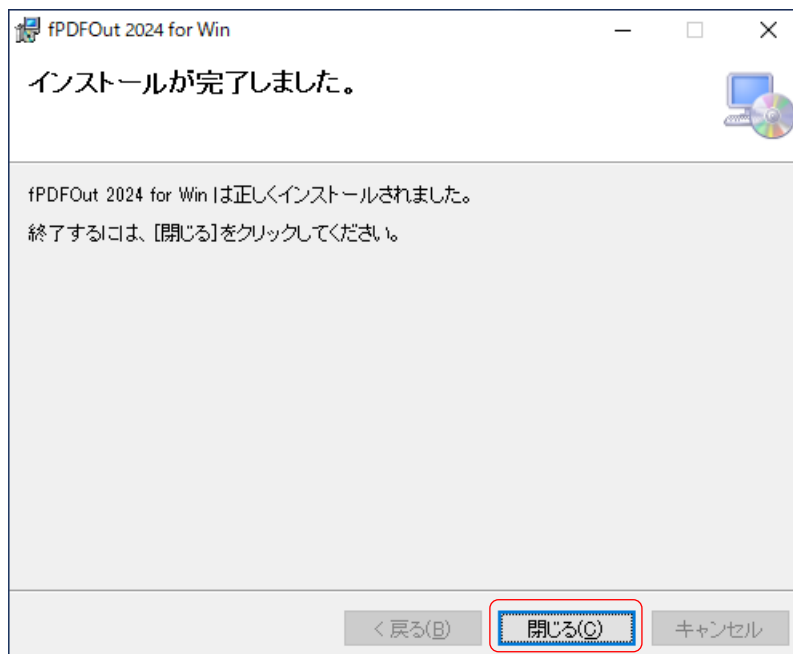 fPDFOut 2024 for Win
インストールが完了しました。
fPDFOut 2024 for Win は正しくインストールされました。
終了するには、[閉じる]をクリックしてください。
< 戻る(B)
閉じる(C)
キャンセル